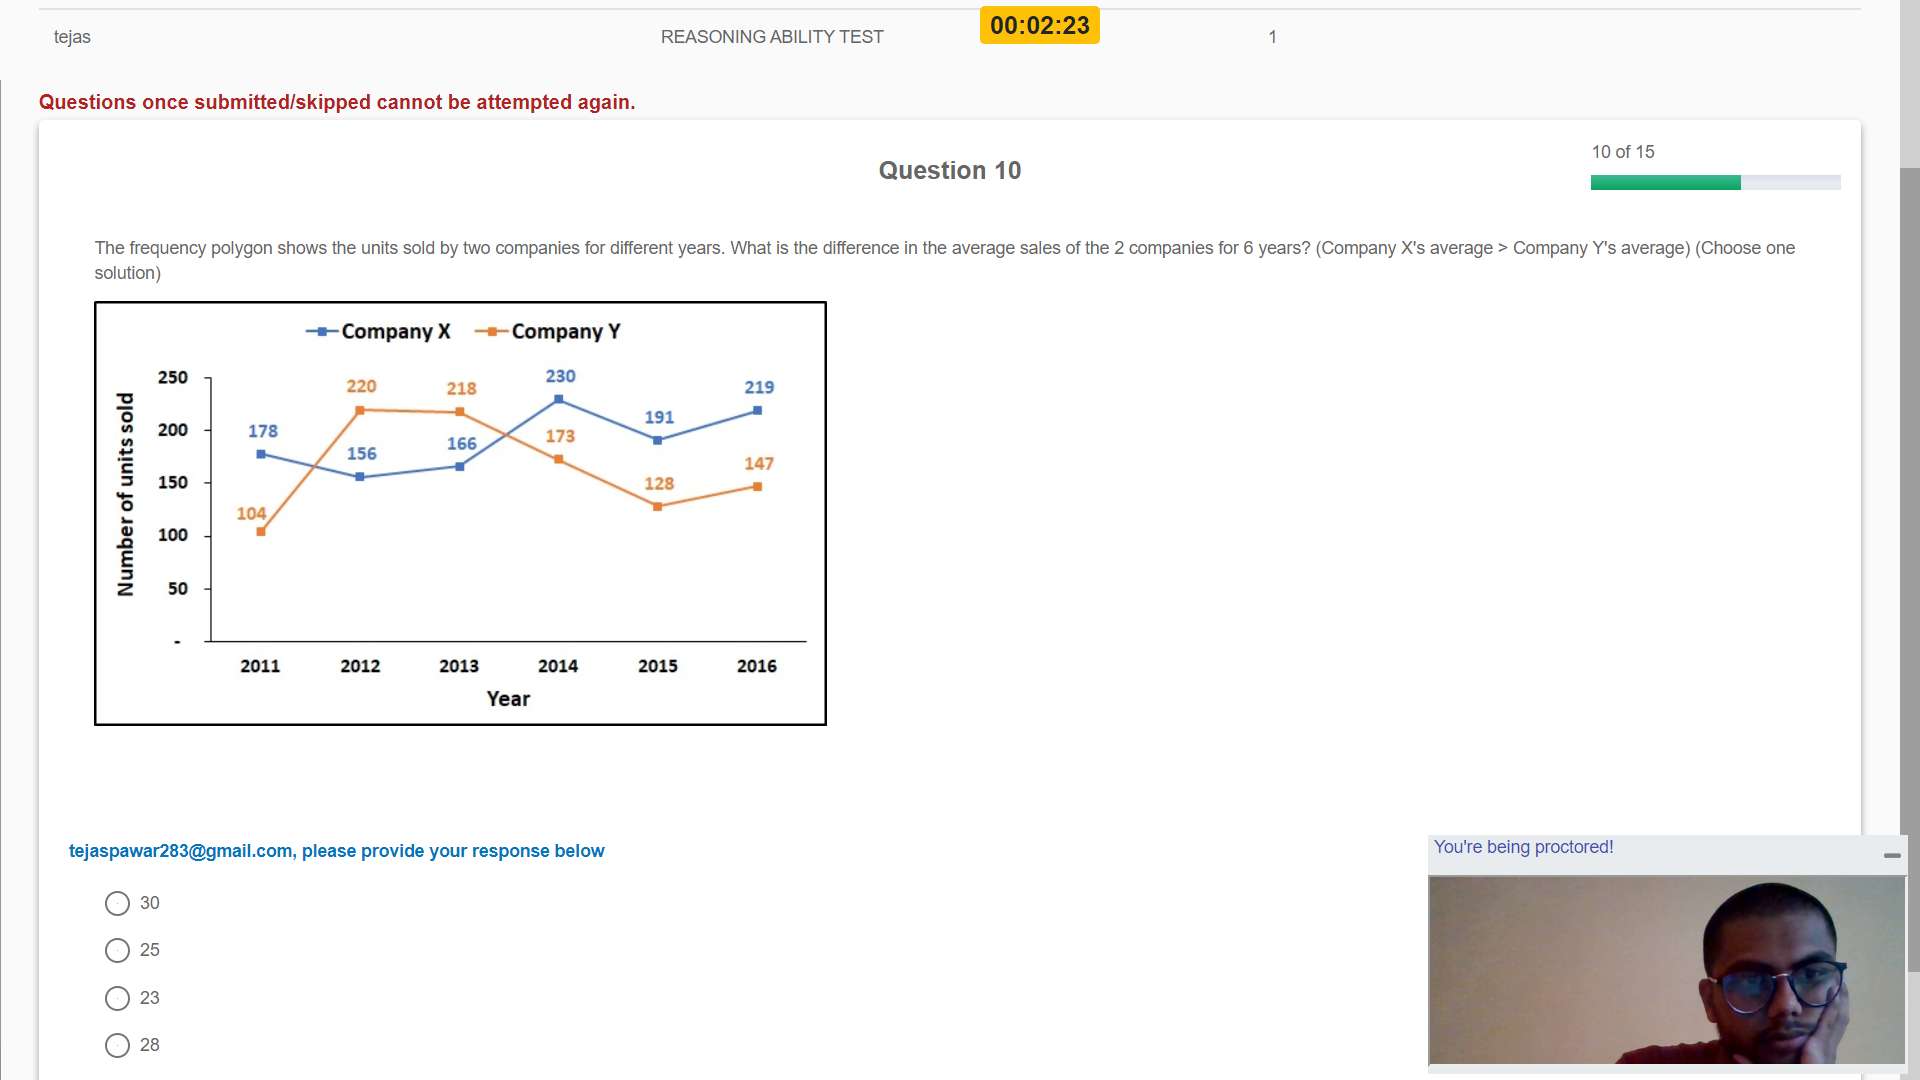 tejas
REASONING ABILITY TEST
00:02:23
1
Questions once submitted/skipped cannot be attempted again.
10 of 15
Question 10
The frequency polygon shows the units sold by two companies for different years. What is the difference in the average sales of the 2 companies for 6 years? (Company X's average > Company Y's average) (Choose one
solution)
Company X
Company Y
Number of units sold
250
200
150
100
50
-
178
156
166
230
191
219
104
220
218
173
128
147
2011
2012
2013
2014
2015
2016
Year
tejaspawar283@gmail.com, please provide your response below
You're being proctored!
30
25
23
28